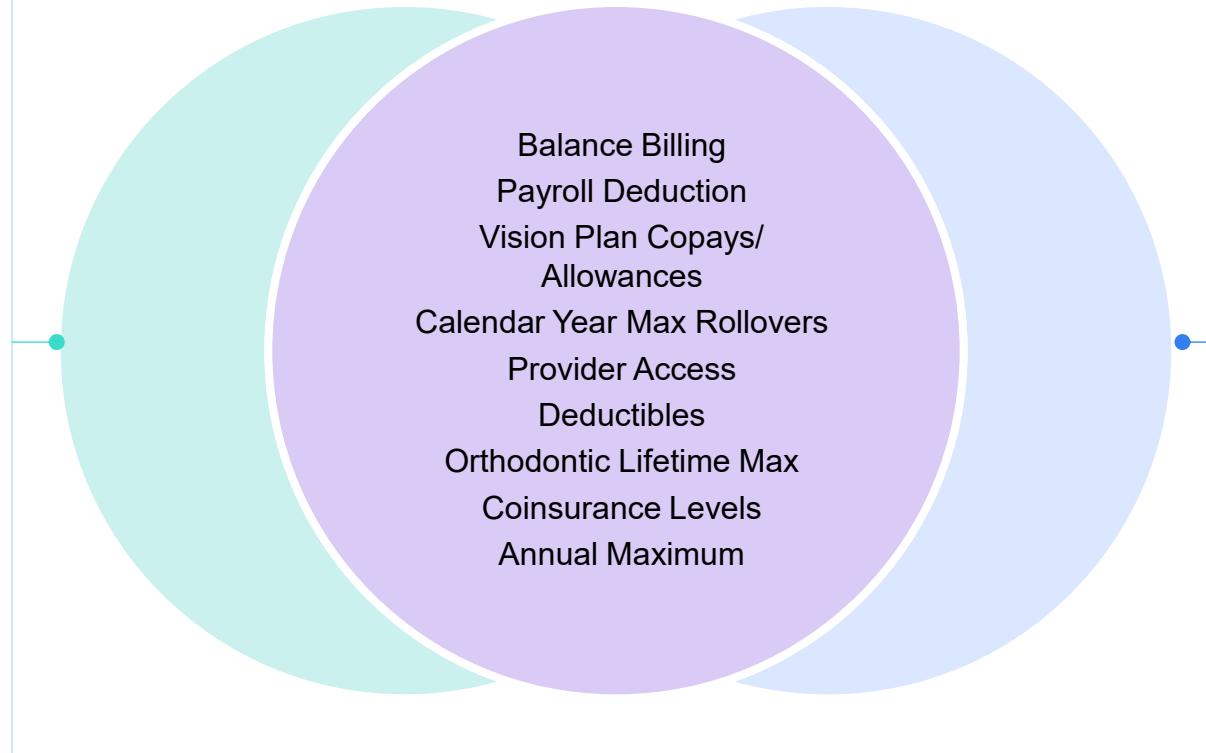 Balance Billing
Payroll Deduction
Vision Plan Copays/
Allowances
Calendar Year Max Rollovers
Provider Access
Deductibles
Orthodontic Lifetime Max
Coinsurance Levels
Annual Maximum